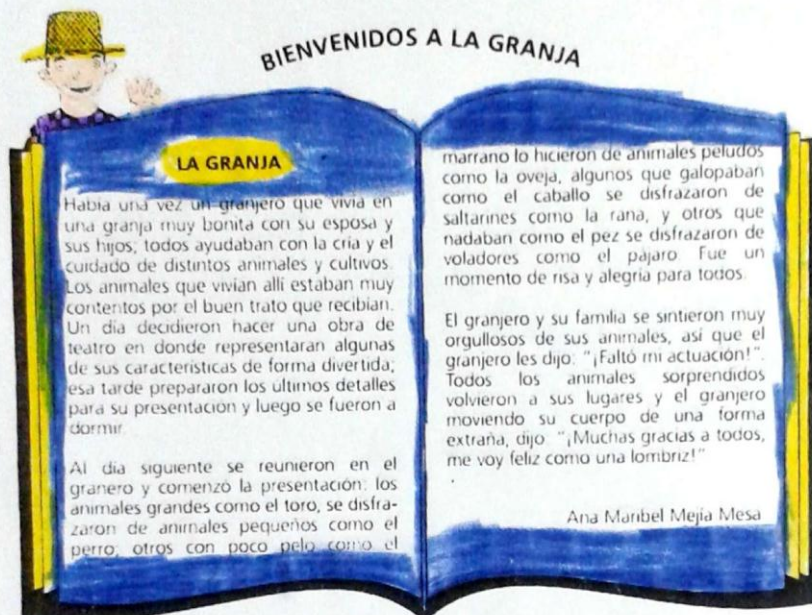 BIENVENIDOS A LA GRANJA
LA GRANJA
Había una vez un granjero que vivía en
una granja muy bonita con su esposa y
sus hijos; todos ayudaban con la cría y el
cuidado de distintos animales y cultivos.
Los animales que vivían allí estaban muy
contentos por el buen trato que recibían.
Un día decidieron hacer una obra de
teatro en donde representaran algunas
de sus características de forma divertida;
esa tarde prepararon los últimos detalles
para su presentación y luego se fueron a
dormir.
Al día siguiente se reunieron en el
granero y comenzó la presentación: los
animales grandes como el toro, se disfra-
zaron de animales pequeños como el
perro; otros con poco pelo como el
marrano lo hicieron de animales peludos
como la oveja, algunos que galopaban
como el caballo se disfrazaron de
saltarines como la rana, y otros que
nadaban como el pez se disfrazaron de
voladores como el pájaro. Fue un
momento de risa y alegría para todos.
El granjero y su familia se sintieron muy
orgullosos de sus animales, así que el
granjero les dijo: "¡Faltó mi actuación!".
Todos los animales sorprendidos
volvieron a sus lugares y el granjero
moviendo su cuerpo de una forma
extraña, dijo: "¡Muchas gracias a todos,
me voy feliz como una lombriz!"
Ana Maribel Mejía Mesa